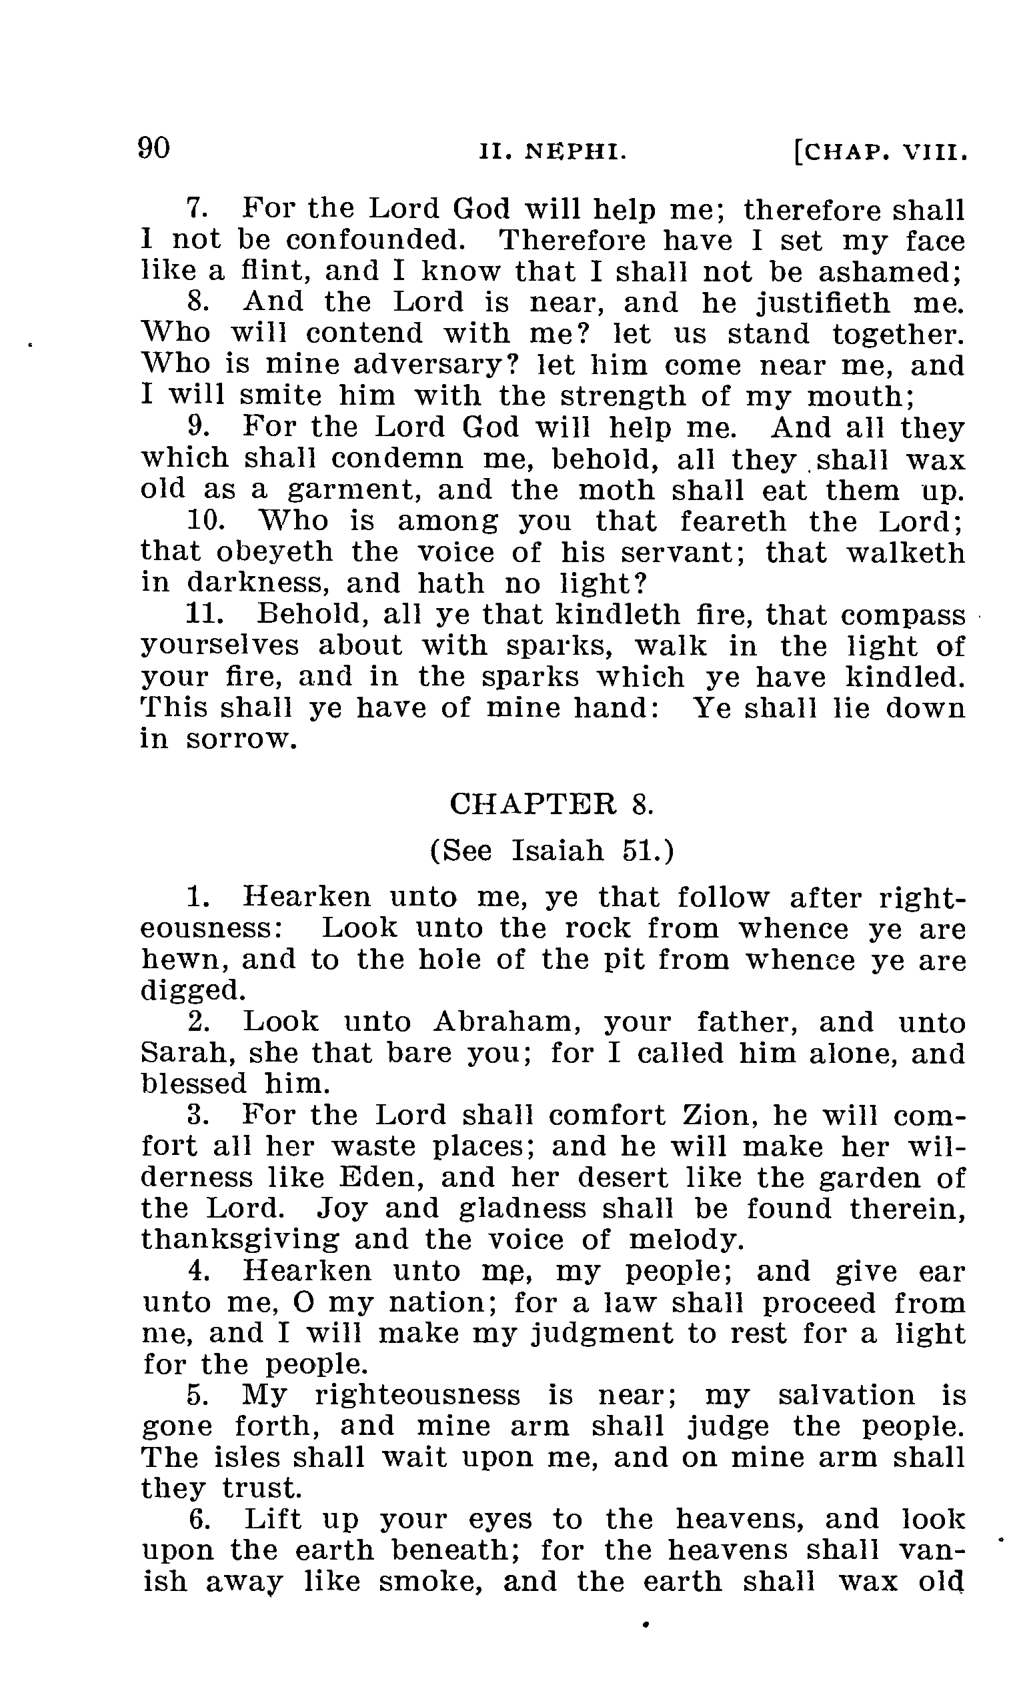 90 II. NEPHI. [CHAP. VIII.
7. For the Lord God will help me; therefore shall
I not be confounded. Therefore have I set my face
like a flint, and I know that I shall not be ashamed;
8. And the Lord is near, and he justifieth me.
Who will contend with me? let us stand together.
Who is mine adversary? let him come near me, and
I will smite him with the strength of my mouth;
9. For the Lord God will help me. And all they
which shall condemn me, behold, all they shall wax
old as a garment, and the moth shall eat them up.
10. Who is among you that feareth the Lord;
that obeyeth the voice of his servant; that walketh
in darkness, and hath no light?
11. Behold, all ye that kindleth fire, that compass
yourselves about with sparks, walk in the light of
your fire, and in the sparks which ye have kindled.
This shall ye have of mine hand: Ye shall lie down
in sorrow.
CHAPTER 8.
(See Isaiah 51.)
1. Hearken unto me, ye that follow after right-
eousness: Look unto the rock from whence ye are
hewn, and to the hole of the pit from whence ye are
digged.
2. Look unto Abraham, your father, and unto
Sarah, she that bare you; for I called him alone, and
blessed him.
3. For the Lord shall comfort Zion, he will com-
fort all her waste places; and he will make her wil-
derness like Eden, and her desert like the garden of
the Lord. Joy and gladness shall be found therein,
thanksgiving and the voice of melody.
4. Hearken unto me, my people; and give ear
unto me, O my nation; for a law shall proceed from
me, and I will make my judgment to rest for a light
for the people.
5. My righteousness is near; my salvation is
gone forth, and mine arm shall judge the people.
The isles shall wait upon me, and on mine arm shall
they trust.
6. Lift up your eyes to the heavens, and look
upon the earth beneath; for the heavens shall van-
ish away like smoke, and the earth shall wax old